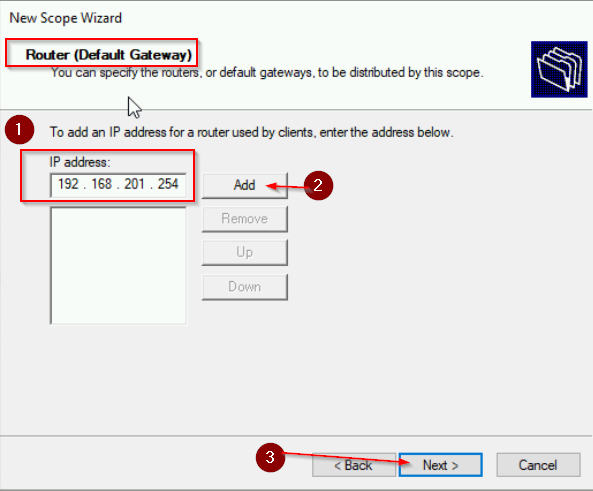 New Scope Wizard
Router (Default Gateway)
You can specify the routers, or default gateways, to be distributed by this scope.
1
To add an IP address for a router used by clients, enter the address below.
IP address:
192 . 168 . 201 . 254
Add
2
Remove
Up
Down
3
< Back
Next >
Cancel